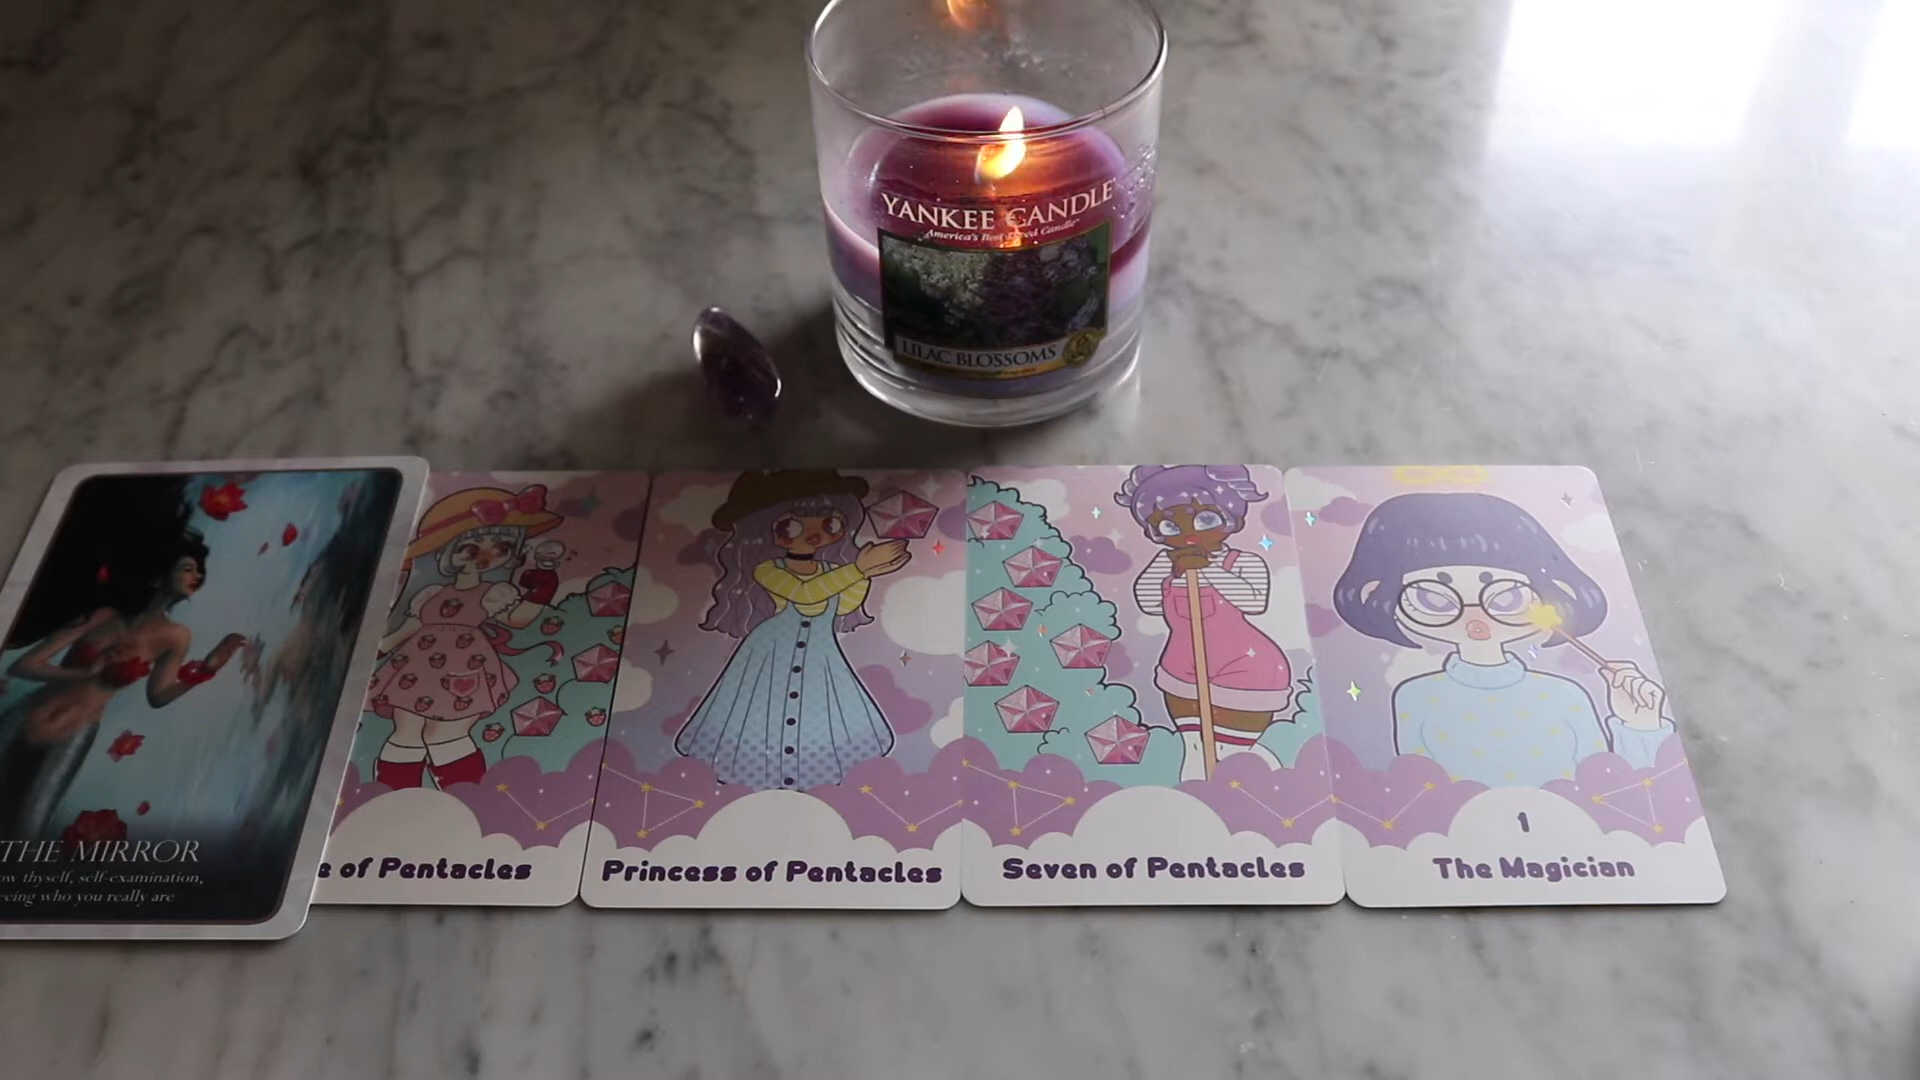 YANKEE CANDLE
America's Best Loved Candle
LILAC BLOSSOMS
THE MIRROR
ow thyself, self-examination,
eeing who you really are
e of Pentacles
Princess of Pentacles
Seven of Pentacles
1
The Magician